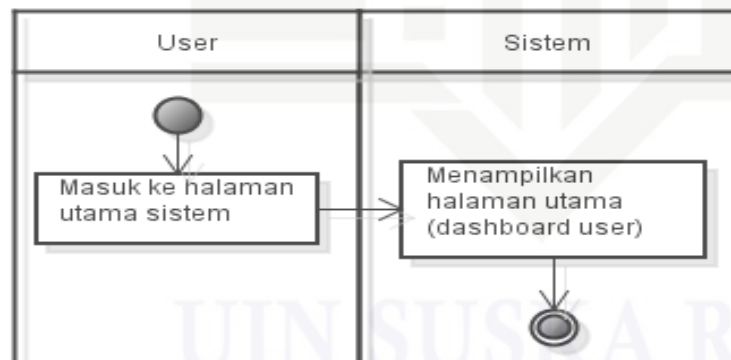 User
Sistem
Masuk ke halaman
utama sistem
Menampilkan
halaman utama
(dashboard user)
UIN SUSKA R